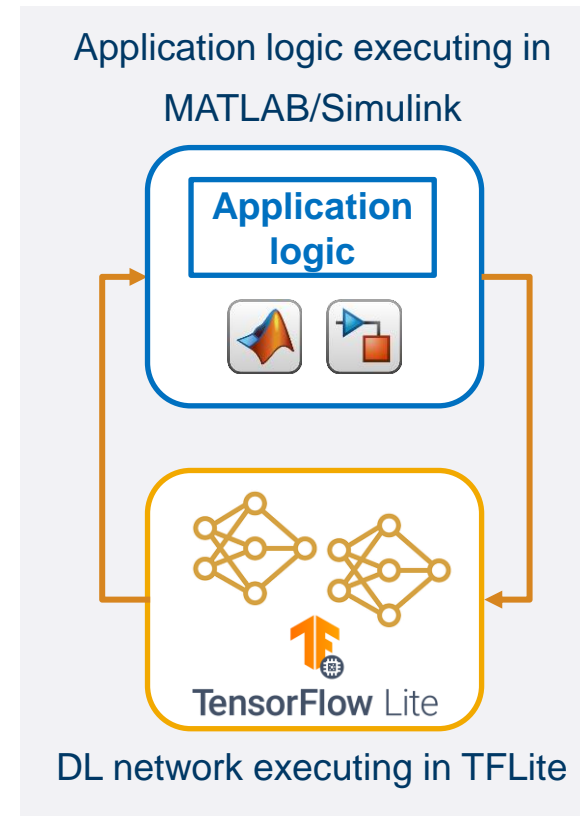 Application logic executing in
MATLAB/Simulink
Application
logic
TensorFlow Lite
DL network executing in TFLite